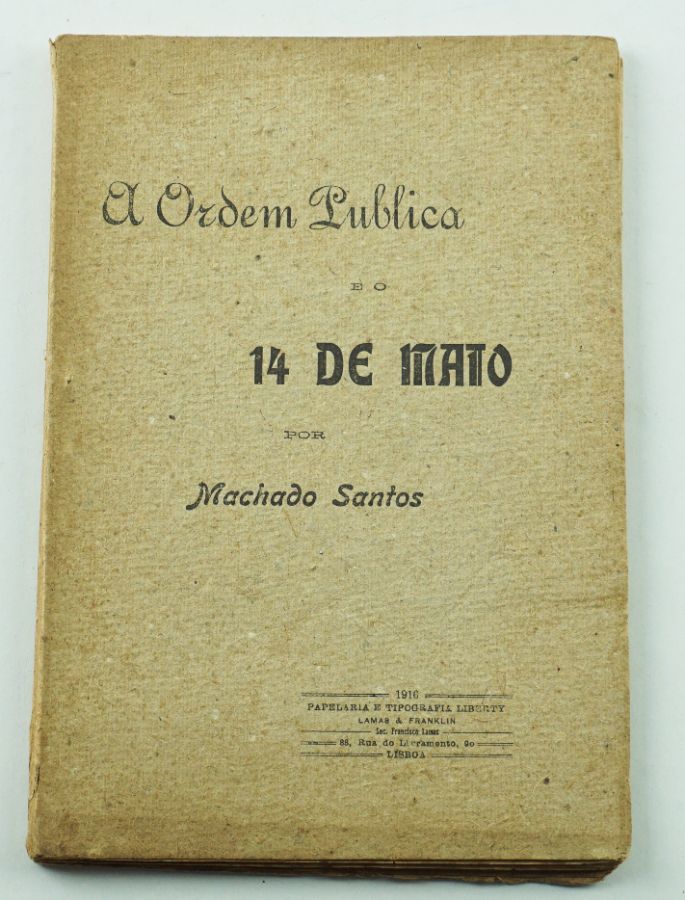 A Ordem Publica
E O
14 DE MAIO
POR
Machado Santos
1916
PAPELARIA E TIPOGRAFIA LIBERTY
LAMAS & FRANKLIN
Suc. Francisco Lamas
88, Rua do Livramento, 90
LISBOA